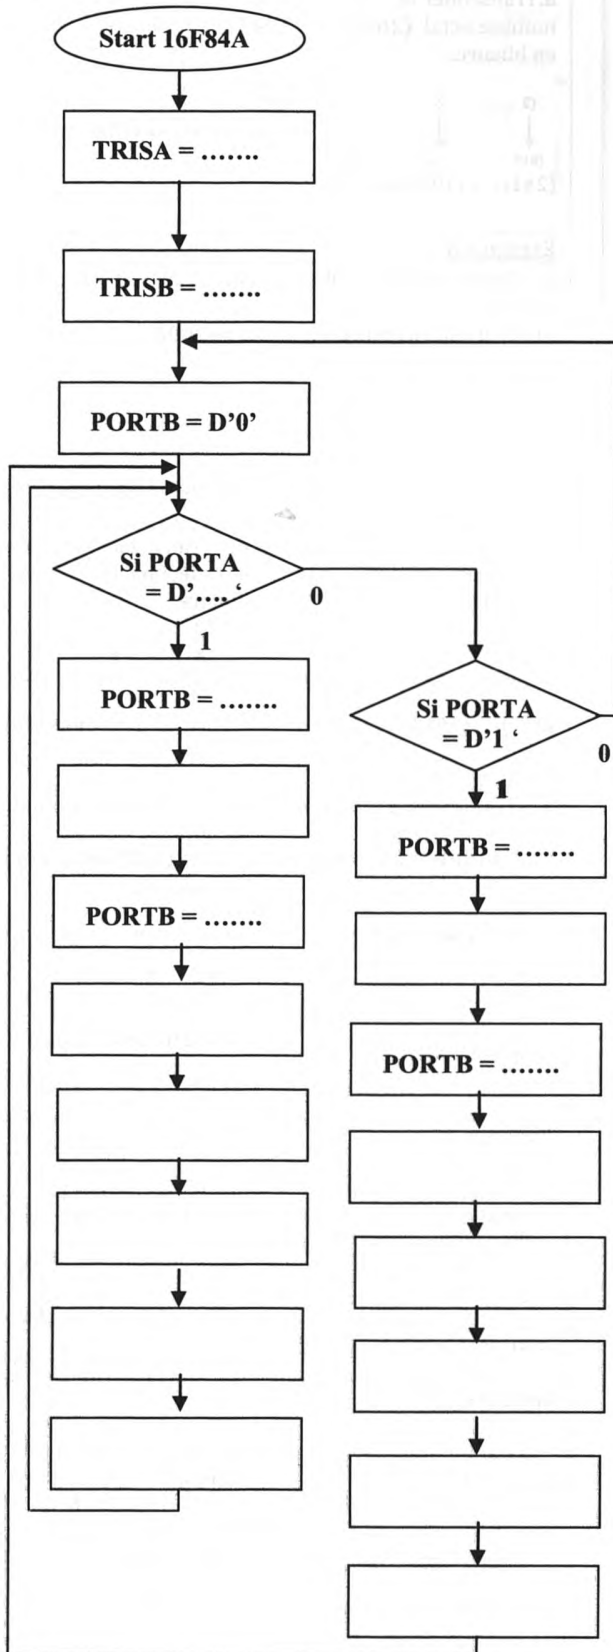 Start 16F84A
TRISA = …….
TRISB = …….
PORTB = D’0’
Si PORTA
= D’…. ‘
0
1
PORTB = …….
PORTB = …….
Si PORTA
= D’1 ‘
0
1
PORTB = …….
PORTB = …….